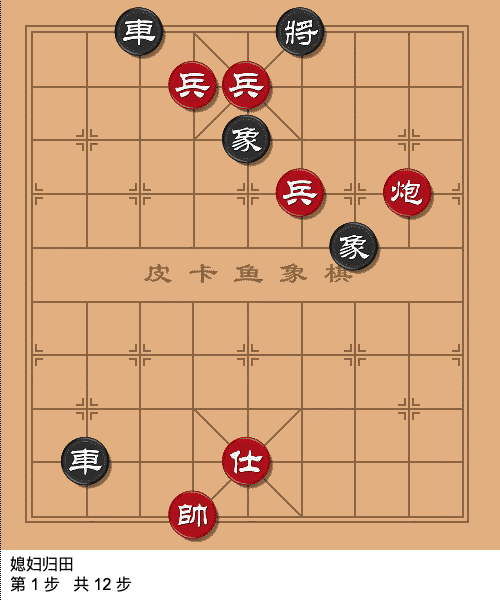 車 將
兵 兵
象
兵 炮
象
皮卡鱼象棋
車 仕
帥
媳妇归田
第 1 步 共 12 步